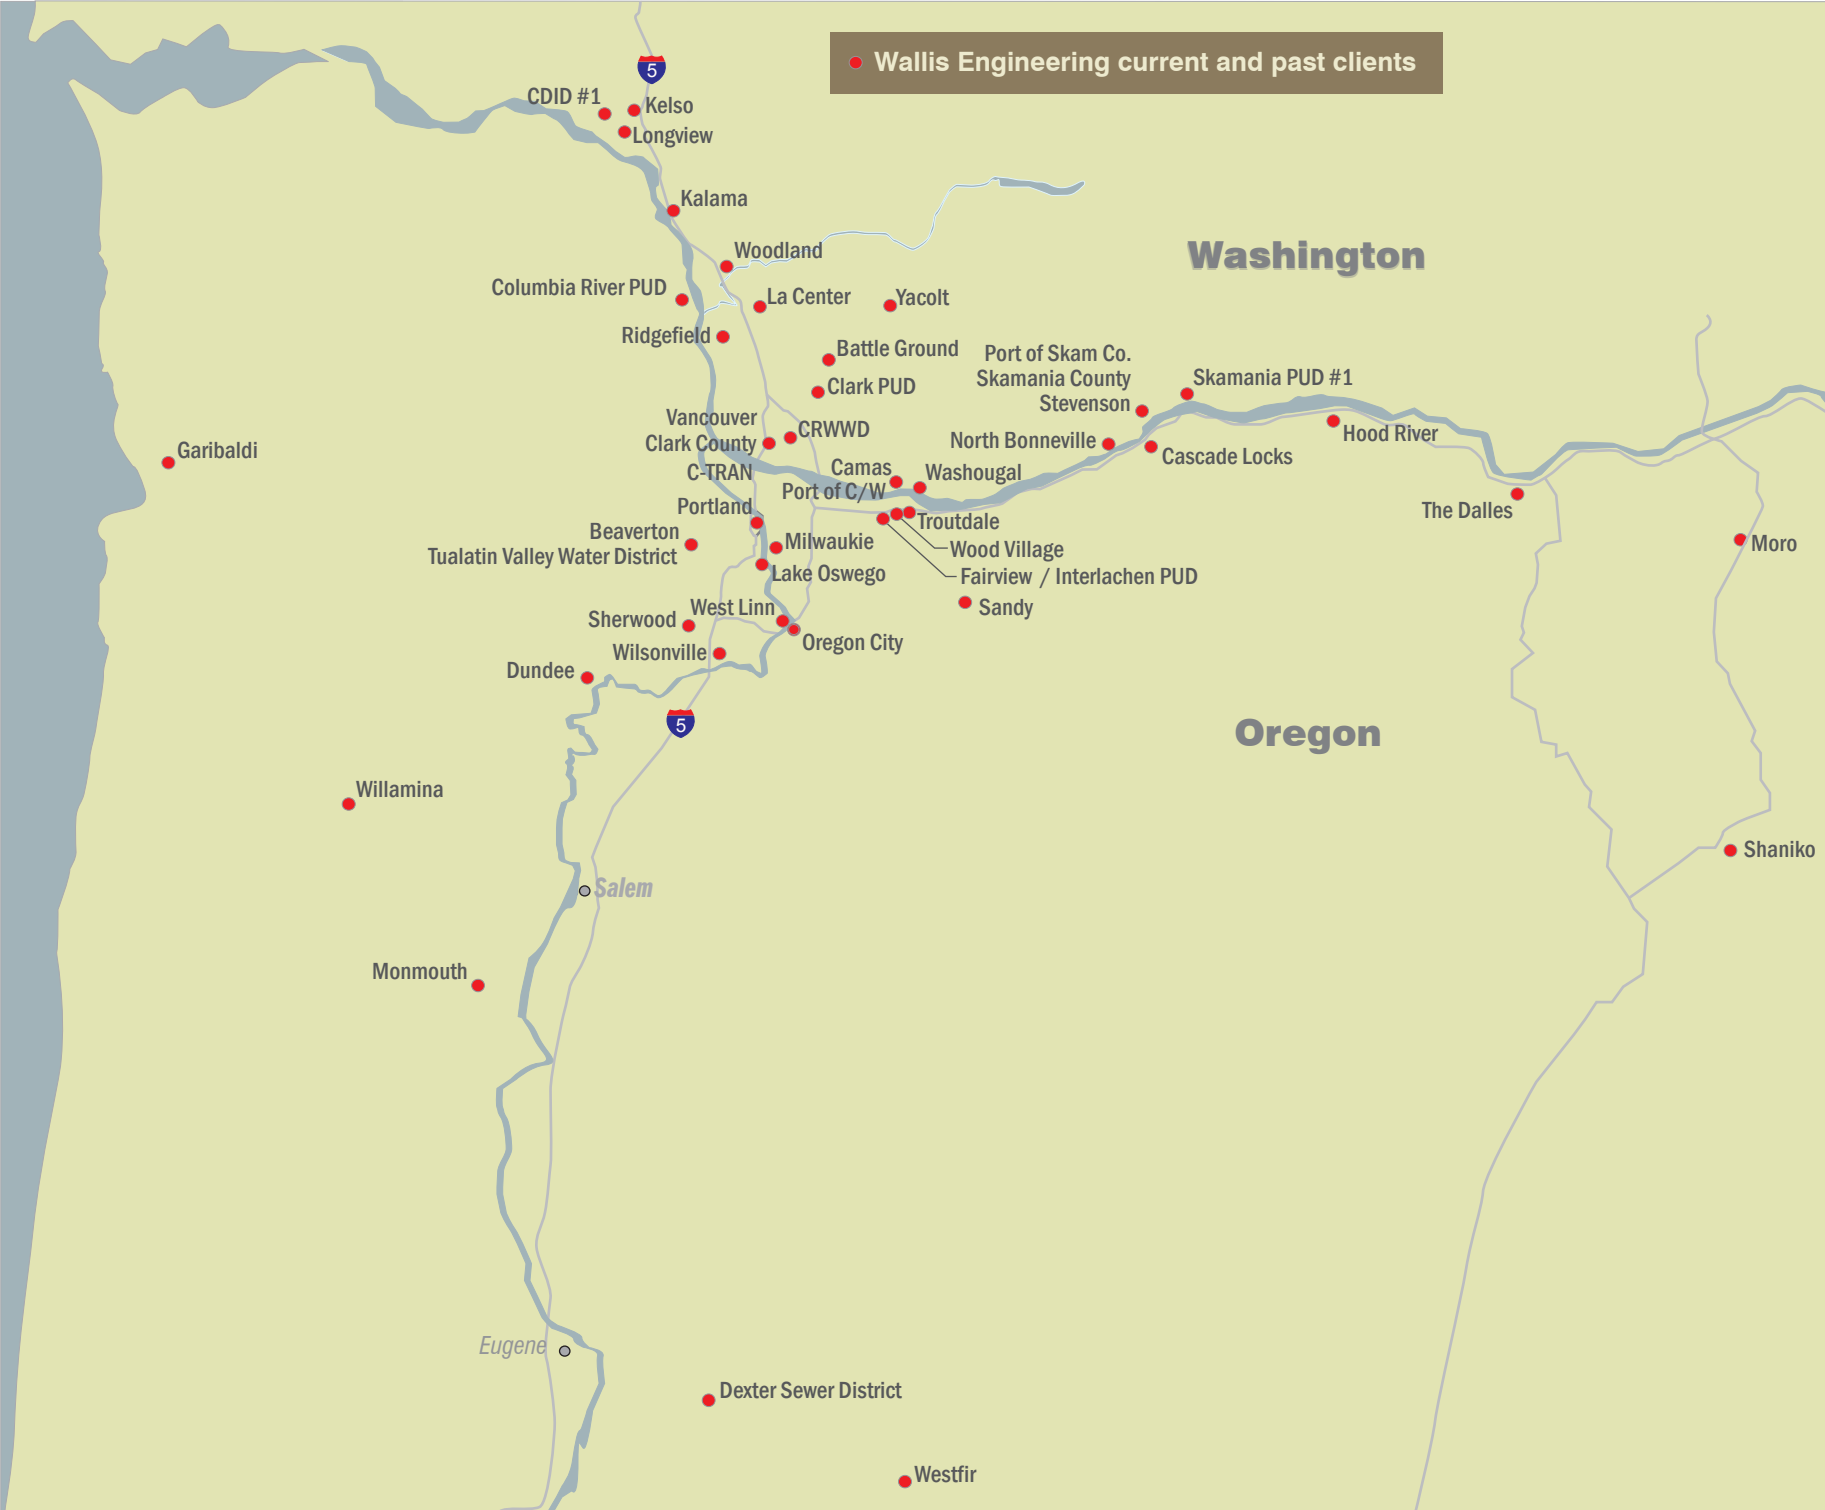 Wallis Engineering current and past clients
5
CDID #1
Kelso
Longview
Kalama
Woodland
Washington
Columbia River PUD
La Center
Yacolt
Ridgefield
Battle Ground
Port of Skam Co.
Skamania County
Stevenson
Skamania PUD #1
Clark PUD
Vancouver
Clark County
C-TRAN
CRWWD
Hood River
North Bonneville
Cascade Locks
Garibaldi
Camas
Port of C/W
Washougal
The Dalles
Portland
Troutdale
Beaverton
Tualatin Valley Water District
Milwaukie
Wood Village
Moro
Lake Oswego
Fairview / Interlachen PUD
Sandy
West Linn
Sherwood
Oregon City
Wilsonville
Dundee
5
Oregon
Willamina
Shaniko
Salem
Monmouth
Eugene
Dexter Sewer District
Westfir